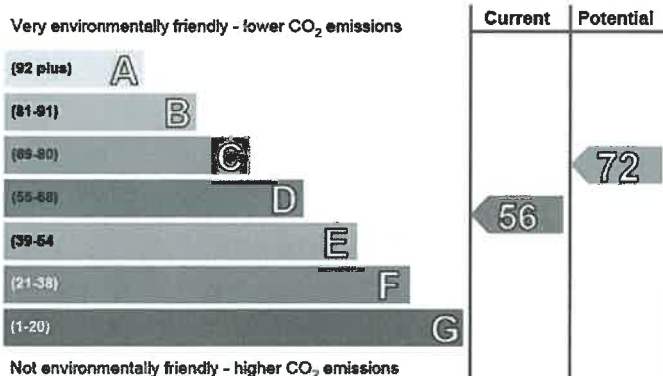 Current Potential
Very environmentally friendly - lower CO2 emissions
(92 plus) A
(81-91) B
(69-80) C
72
(55-68) D
56
(39-54 E
(21-38) F
(1-20) G
Not environmentally friendly - higher CO2 emissions